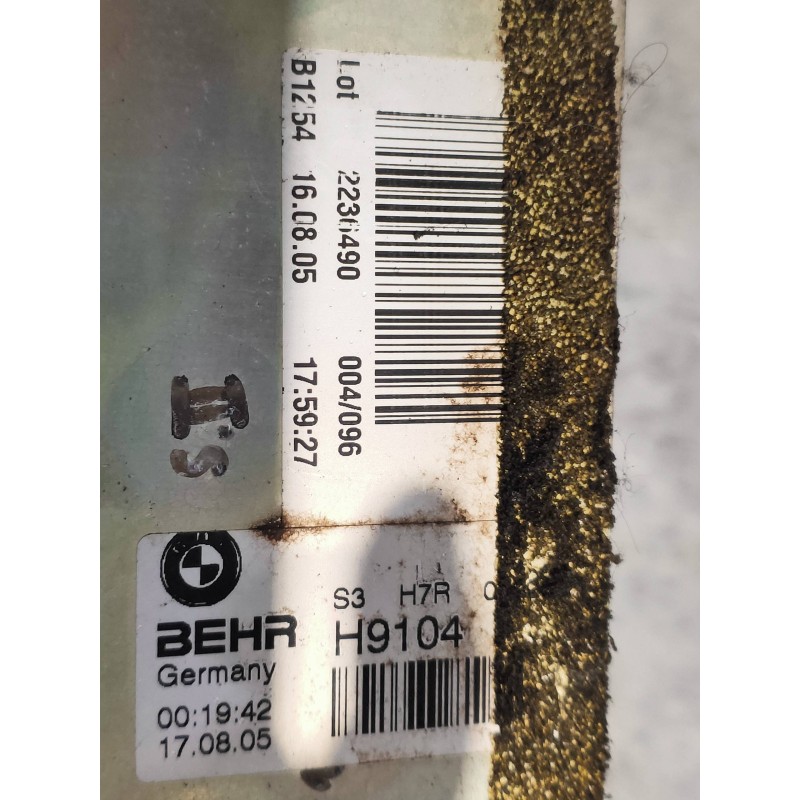 Lot 2236490 004/096
B1254 16.08.05 17:59:27
S3 H7R
BEHR H9104
Germany
00:19:42
17.08.05